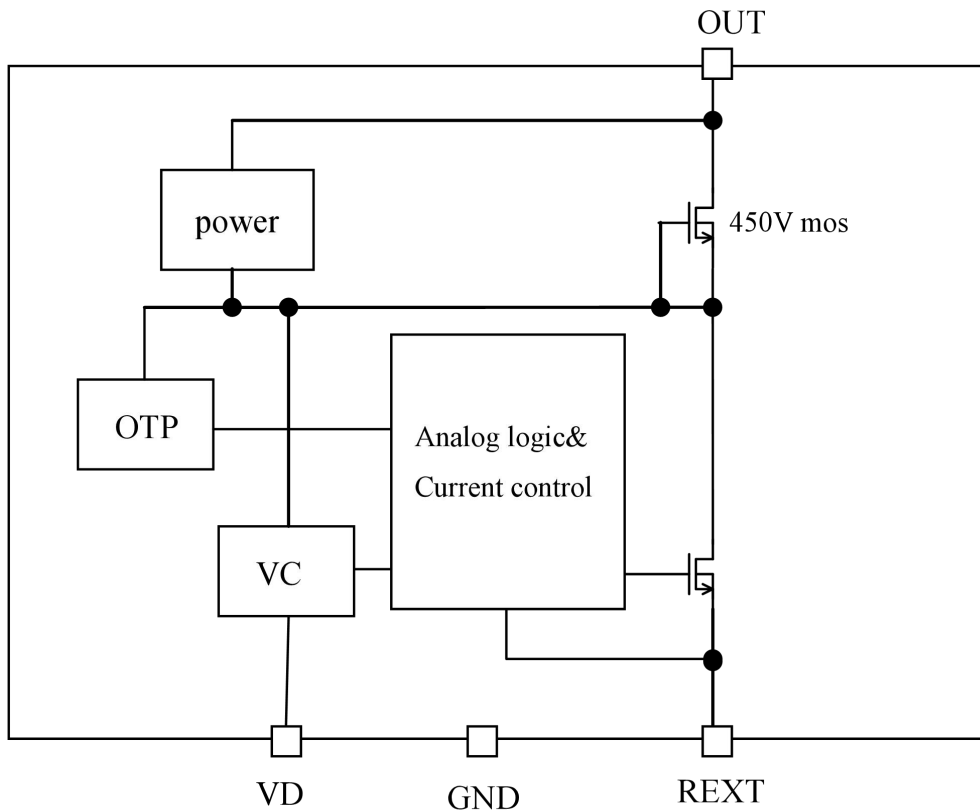 OUT
power
450V mos
OTP
Analog logic&
Current control
VC
VD
GND
REXT